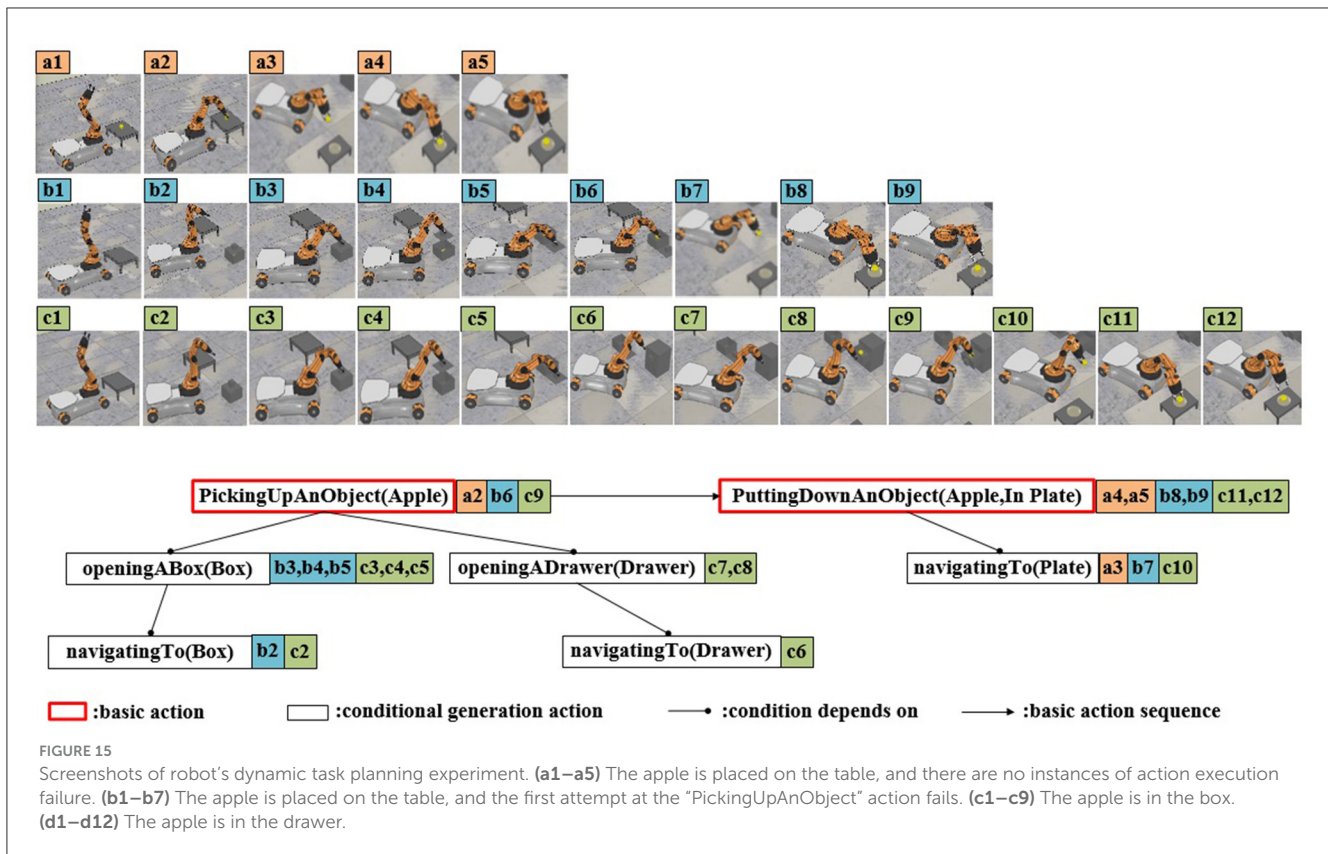 a1 a2 a3 a4 a5
b1 b2 b3 b4 b5 b6 b7 b8 b9
c1 c2 c3 c4 c5 c6 c7 c8 c9 c10 c11 c12
PickingUpAnObject(Apple) a2 b6 c9 PuttingDownAnObject(Apple,In Plate) a4,a5 b8,b9 c11,c12
openingABox(Box) b3,b4,b5 c3,c4,c5 openingADrawer(Drawer) c7,c8 navigatingTo(Plate) a3 b7 c10
navigatingTo(Box) b2 c2 navigatingTo(Drawer) c6
:basic action :conditional generation action :condition depends on :basic action sequence
FIGURE 15
Screenshots of robot's dynamic task planning experiment. (a1–a5) The apple is placed on the table, and there are no instances of action execution
failure. (b1–b7) The apple is placed on the table, and the first attempt at the "PickingUpAnObject" action fails. (c1–c9) The apple is in the box.
(d1–d12) The apple is in the drawer.